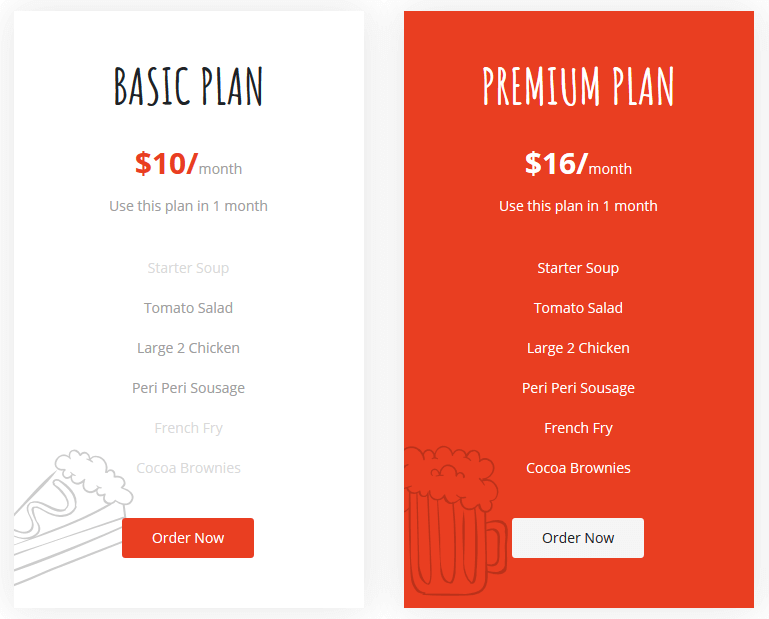 BASIC PLAN
$10/month
Use this plan in 1 month
Starter Soup
Tomato Salad
Large 2 Chicken
Peri Peri Sousage
French Fry
Cocoa Brownies
Order Now
PREMIUM PLAN
$16/month
Use this plan in 1 month
Starter Soup
Tomato Salad
Large 2 Chicken
Peri Peri Sousage
French Fry
Cocoa Brownies
Order Now